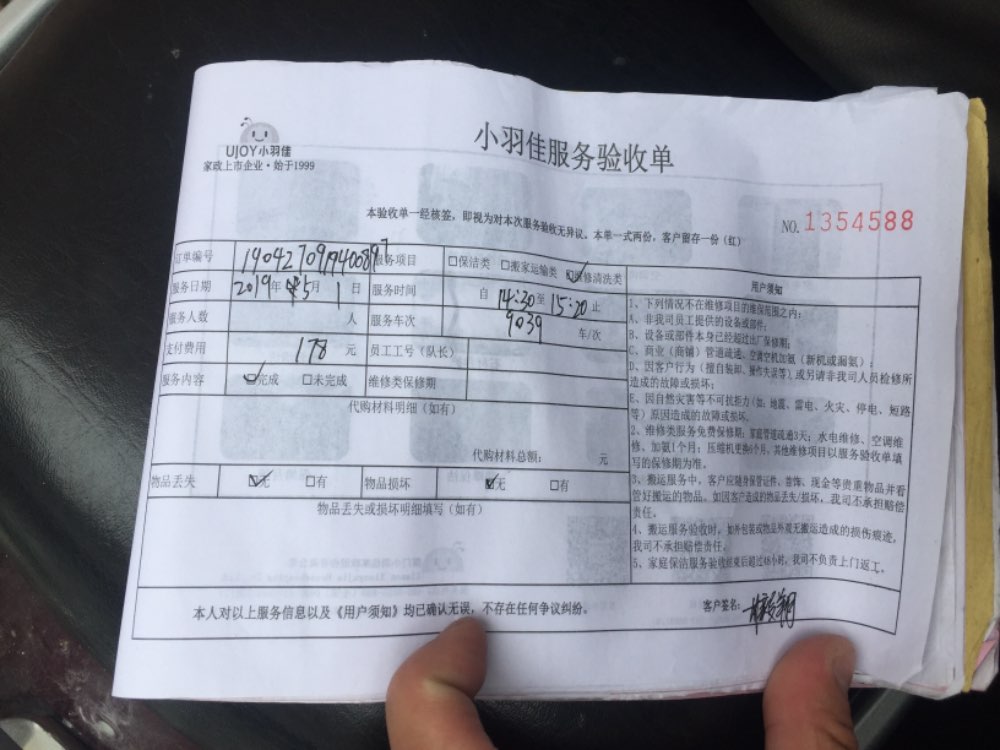 UJOY小羽佳
家政上市企业·始于1999
小羽佳服务验收单
本验收单一经核签，即视为对本次服务验收无异议。本单一式两份，客户留存一份（红）
NO. 1354588
订单编号 服务项目 □保洁类 □搬家运输类 ☑维修清洗类
服务日期 2019年5月1日 服务时间 自 14:30至 15:20 止
服务人数 人 服务车次 9039 车/次
支付费用 178 元 员工工号（队长）
服务内容 ☑完成 □未完成 维修类保修期
代购材料明细（如有）
代购材料总额： 元
物品丢失 ☑无 □有 物品损坏 ☑无 □有
物品丢失或损坏明细填写（如有）
用户须知
1、下列情况不在维修项目的维保范围之内：
A、非我司员工提供的设备或部件；
B、设备或部件本身已经超过出厂保修期；
C、商业（商铺）管道疏通、空调空机加氨（新机或漏氨）；
D、因客户行为（擅自装卸、操作失误等），或另请非我司人员检修所
造成的故障或损坏；
E、因自然灾害等不可抗拒力（如：地震、雷电、火灾、停电、短路
等）原因造成的故障或损坏.
2、维修类服务免费保修期：家庭管道疏通3天；水电维修、空调维
修、加氨1个月；压缩机更换6个月、其他维修项目以服务验收单填
写的保修期为准。
3、搬运服务中，客户应随身保管证件、首饰、现金等贵重物品并看
管好搬运的物品。如因客户造成的物品丢失/损坏，我司不承担赔偿
责任。
4、搬运服务验收时，如外包装或物品外观无搬运造成的损伤痕迹，
我司不承担赔偿责任。
5、家庭保洁服务验收结束后超过48小时，我司不负责上门返工。
本人对以上服务信息以及《用户须知》均已确认无误，不存在任何争议纠纷。
客户签名：